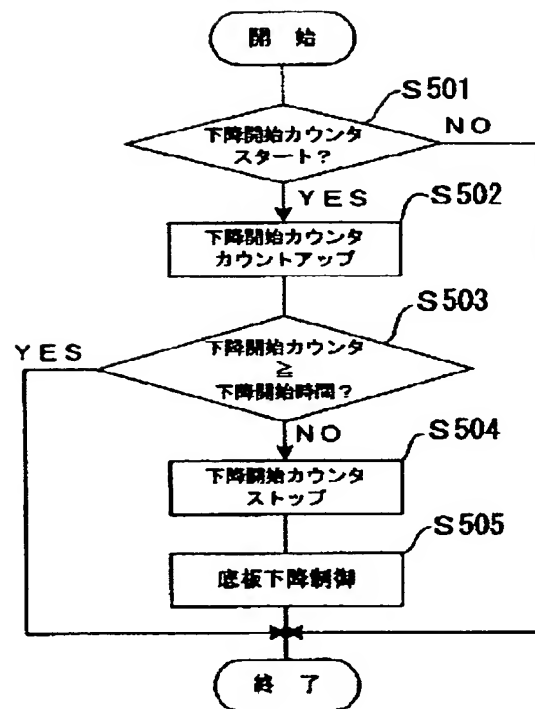 開 始
S501
下降開始カウンタ
スタート?
NO
YES
S502
下降開始カウンタ
カウントアップ
S503
YES
下降開始カウンタ
≧
下降開始時間?
NO
S504
下降開始カウンタ
ストップ
S505
底板下降制御
終 了